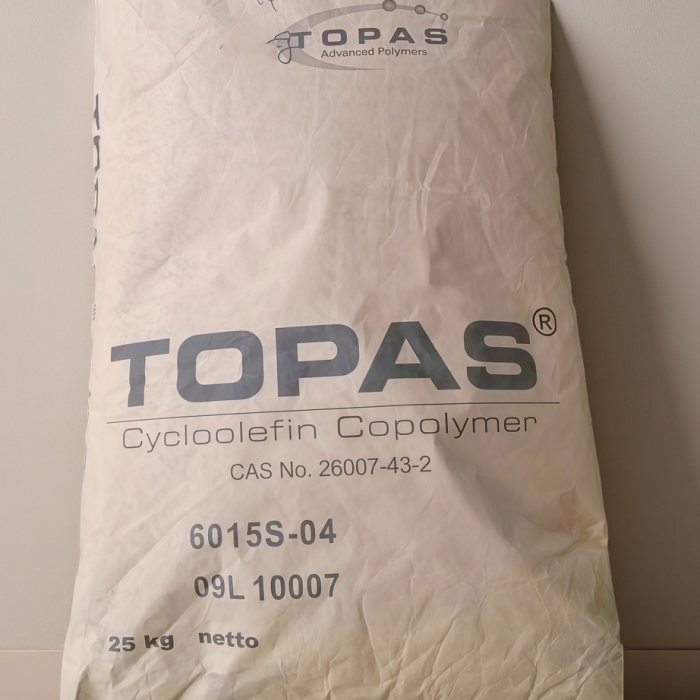 TOPAS
Advanced Polymers
TOPAS®
Cycloolefin Copolymer
CAS No. 26007-43-2
6015S-04
09L 10007
25 kg netto